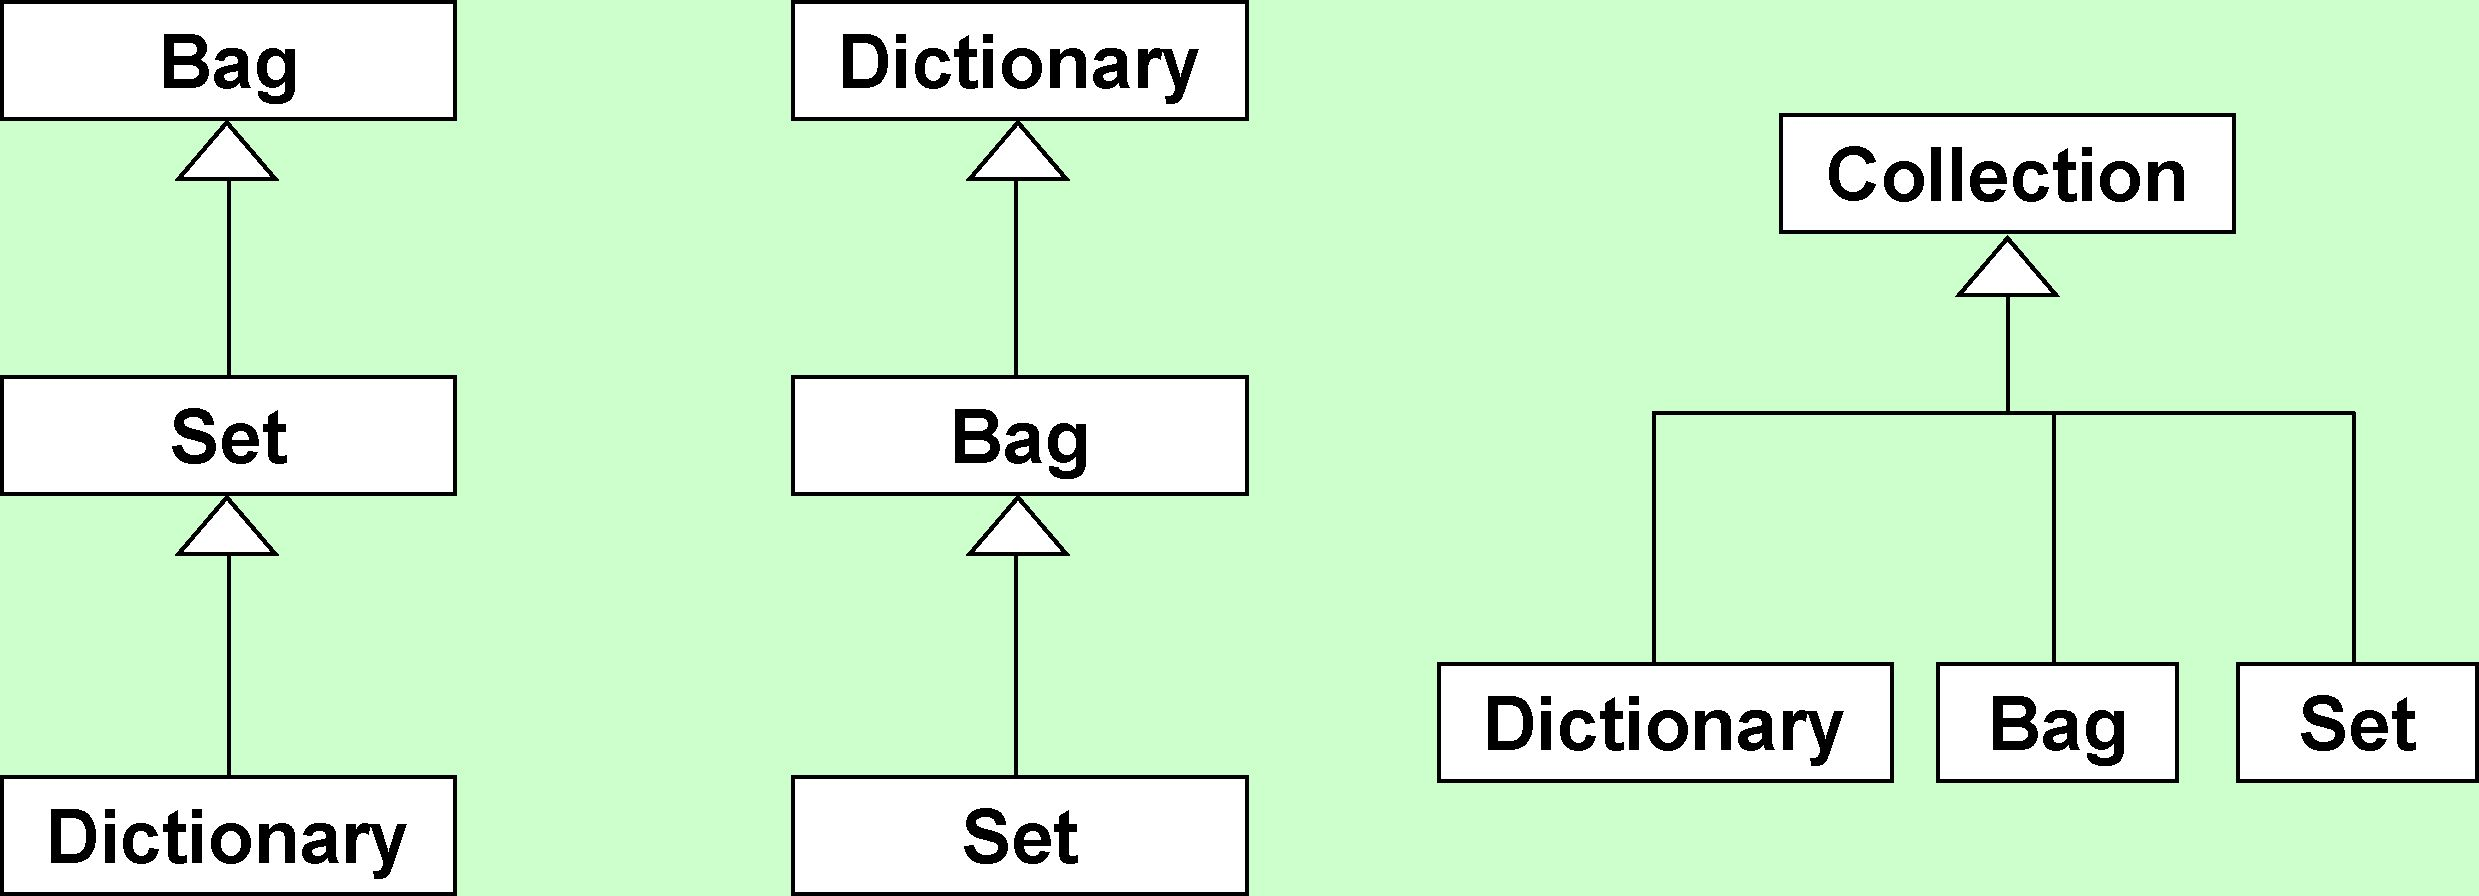 Bag
Set
Dictionary
Dictionary
Bag
Set
Collection
Dictionary
Bag
Set